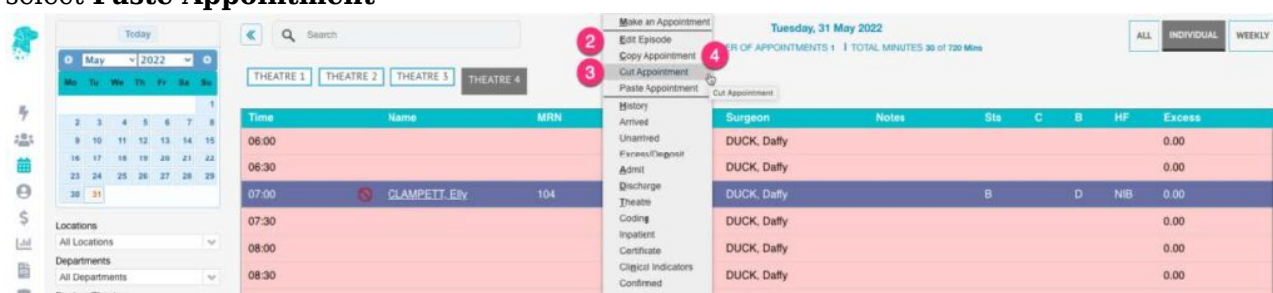 select Paste Appointment
Today
May 2022
Mo Tu We Th Fr Sa Su
1
2 3 4 5 6 7 8
9 10 11 12 13 14 15
16 17 18 19 20 21 22
23 24 25 26 27 28 29
30 31
Locations
All Locations
Departments
All Departments
Search
THEATRE 1 THEATRE 2 THEATRE 3 THEATRE 4
Tuesday, 31 May 2022
ER OF APPOINTMENTS 1 | TOTAL MINUTES 30 of 720 Mins
ALL INDIVIDUAL WEEKLY
Make an Appointment
2 Edit Episode
Copy Appointment 4
3 Cut Appointment
Paste Appointment
Cut Appointment
History
Arrived
Unarrived
Excess/Deposit
Admit
Discharge
Theatre
Coding
Inpatient
Certificate
Clinical Indicators
Confirmed
Time Name MRN Surgeon Notes Sts C B HF Excess
06:00 DUCK, Daffy 0.00
06:30 DUCK, Daffy 0.00
07:00 CLAMPETT, Elly 104 DUCK, Daffy B D NIB 0.00
07:30 DUCK, Daffy 0.00
08:00 DUCK, Daffy 0.00
08:30 DUCK, Daffy 0.00